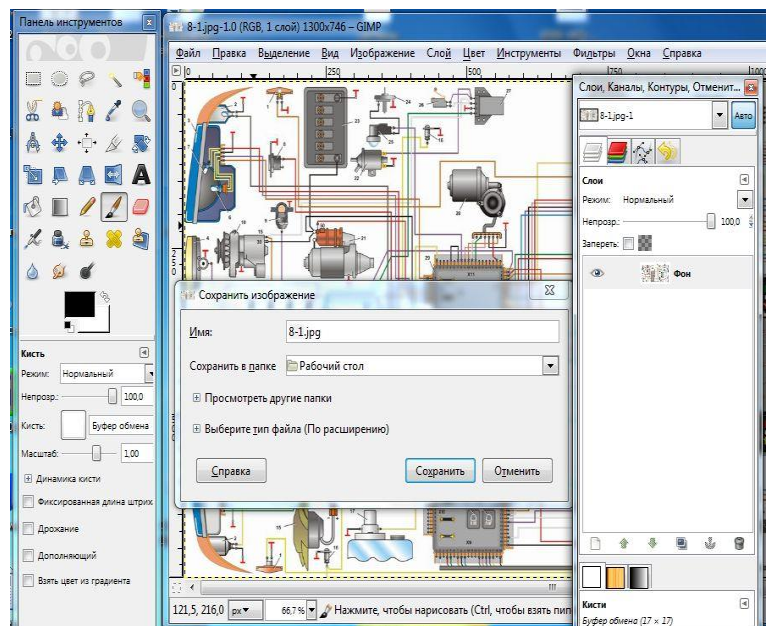 Панель инструментов
8-1.jpg-1.0 (RGB, 1 слой) 1300x746 – GIMP
Файл Правка Выделение Вид Изображение Слой Цвет Инструменты Фильтры Окна Справка
0 250 500 750 1000
Слои, Каналы, Контуры, Отменит...
8-1.jpg-1
Авто
Слои
Режим: Нормальный
Непрозр.: 100,0
Запереть:
Фон
Кисть
Режим: Нормальный
Непрозр.: 100,0
Кисть: Буфер обмена
Масштаб: 1,00
Динамика кисти
Фиксированная длина штрих
Дрожание
Дополняющий
Взять цвет из градиента
Сохранить изображение
Имя: 8-1.jpg
Сохранить в папке Рабочий стол
Просмотреть другие папки
Выберите тип файла (По расширению)
Справка Сохранить Отменить
121,5, 216,0 px 66,7 % Нажмите, чтобы нарисовать (Ctrl, чтобы взять пип
Кисти
Буфер обмена (17 × 17)